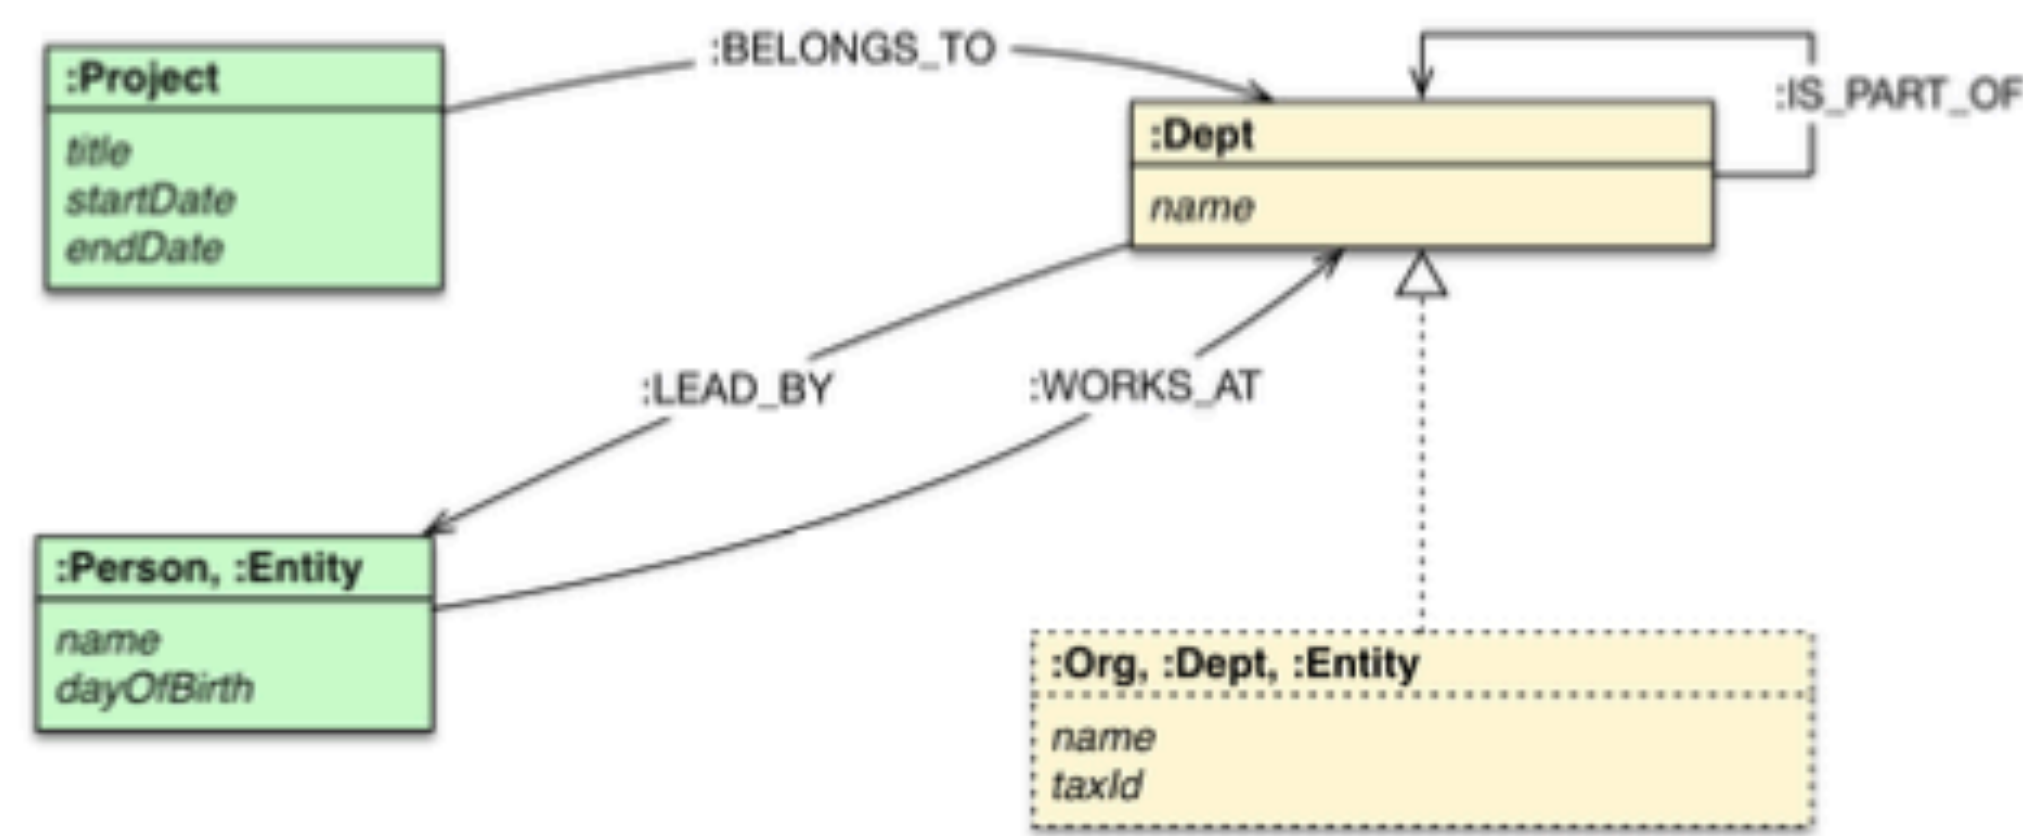 :BELONGS_TO
:Project
title
startDate
endDate
:IS_PART_OF
:Dept
name
:LEAD_BY
:WORKS_AT
:Person, :Entity
name
dayOfBirth
:Org, :Dept, :Entity
name
taxId